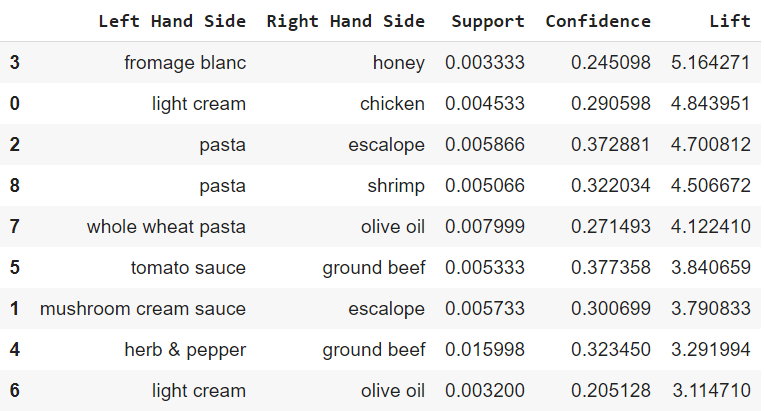 Left Hand Side Right Hand Side Support Confidence Lift
3 fromage blanc honey 0.003333 0.245098 5.164271
0 light cream chicken 0.004533 0.290598 4.843951
2 pasta escalope 0.005866 0.372881 4.700812
8 pasta shrimp 0.005066 0.322034 4.506672
7 whole wheat pasta olive oil 0.007999 0.271493 4.122410
5 tomato sauce ground beef 0.005333 0.377358 3.840659
1 mushroom cream sauce escalope 0.005733 0.300699 3.790833
4 herb & pepper ground beef 0.015998 0.323450 3.291994
6 light cream olive oil 0.003200 0.205128 3.114710